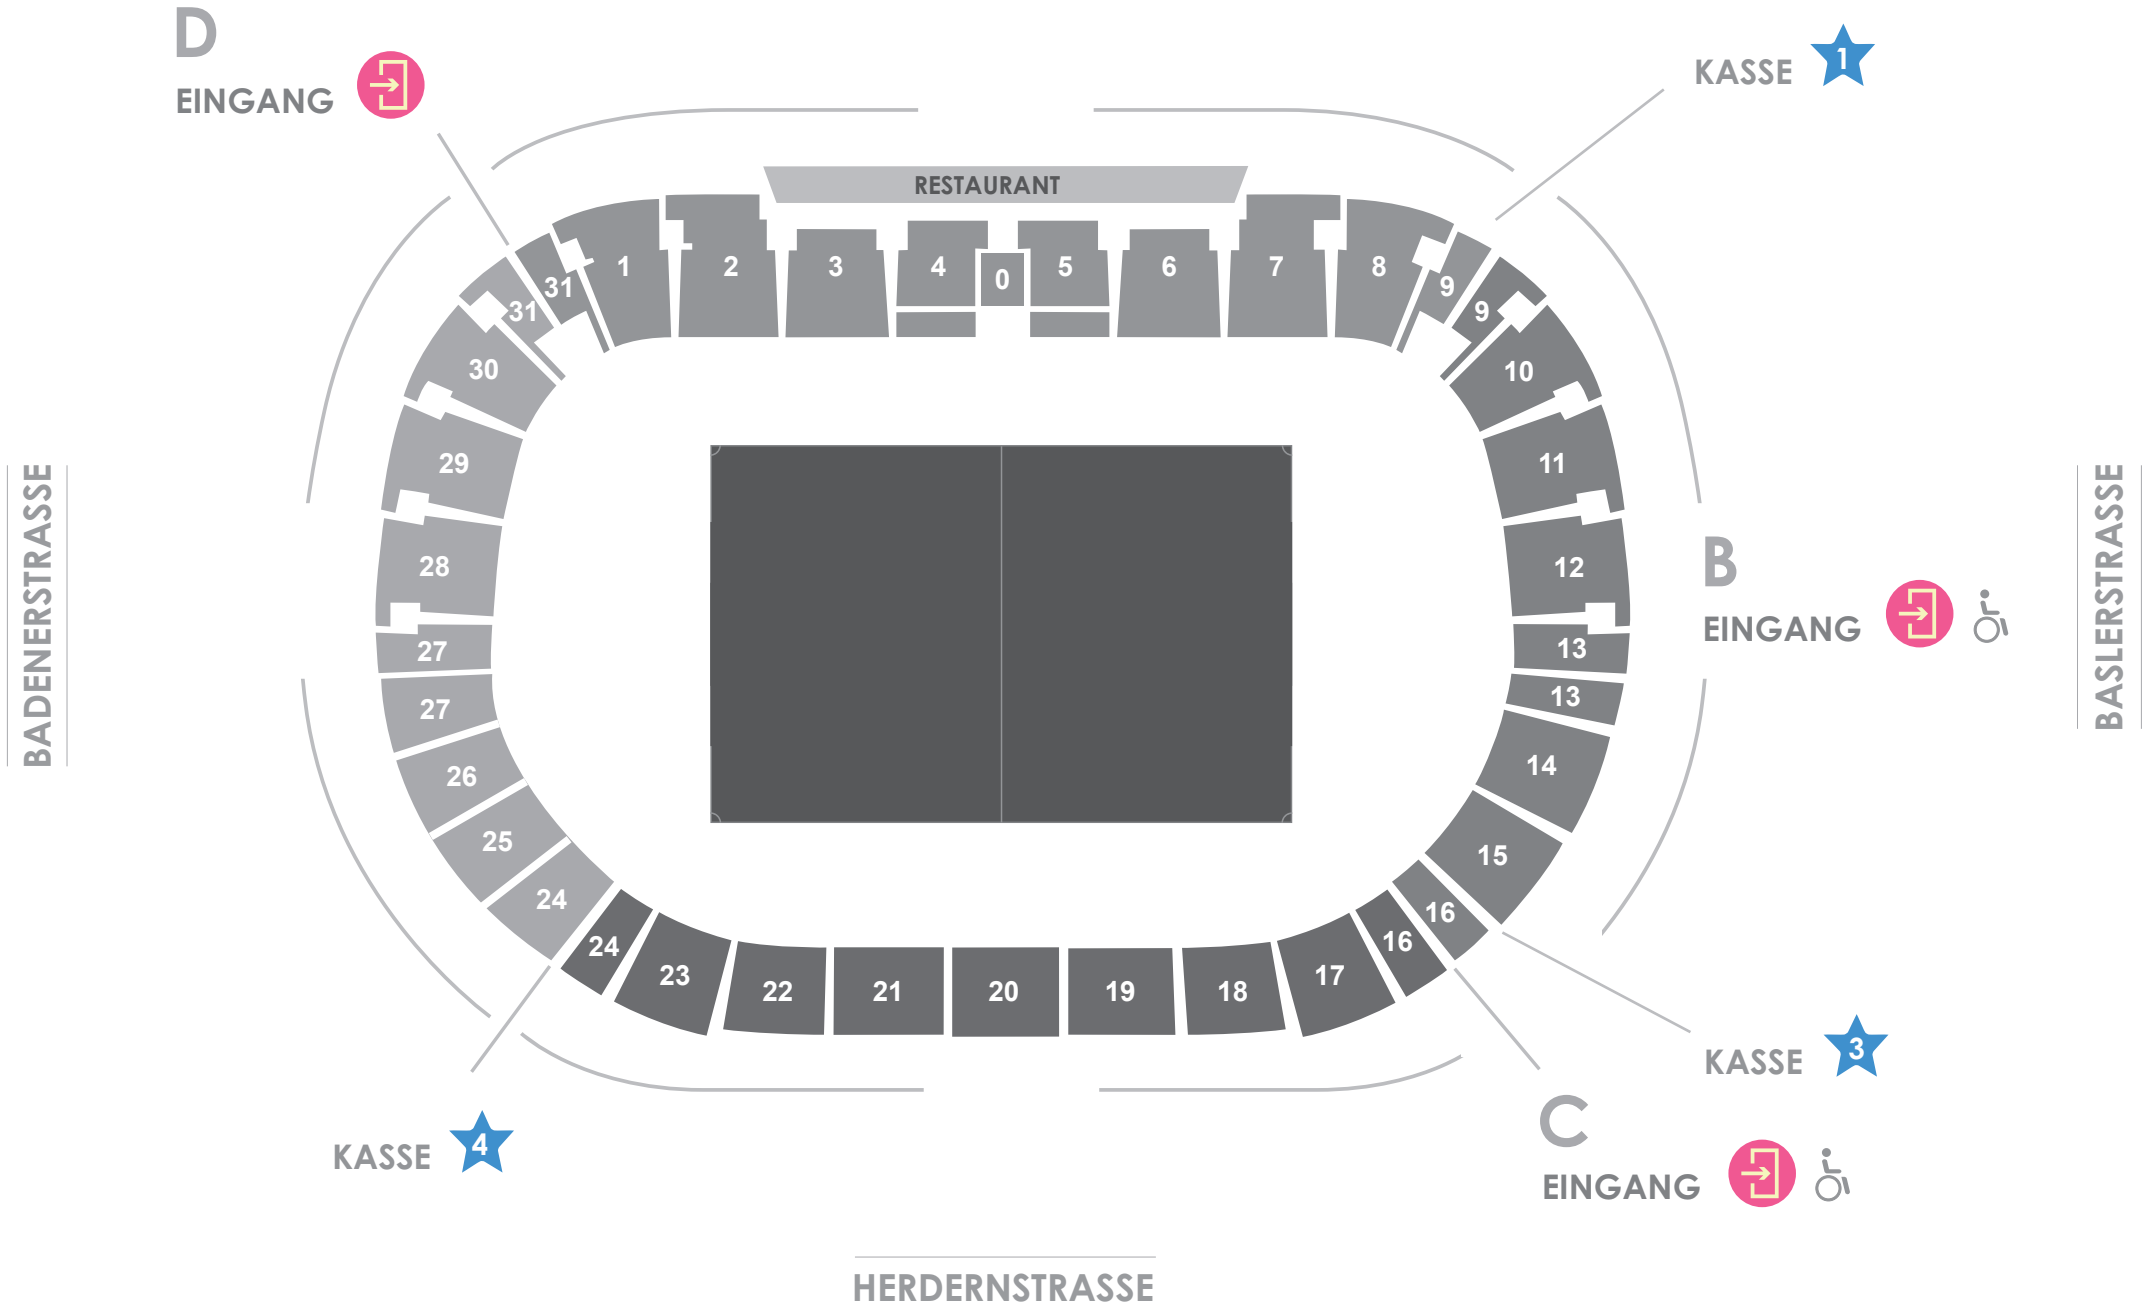 D
EINGANG
KASSE 1
RESTAURANT
31
31
1
2
3
4
0
5
6
7
8
9
9
30
10
29
11
28
12
27
13
27
13
26
14
25
15
24
16
24
16
23
17
22
21
20
19
18
BADENERSTRASSE
BASLERSTRASSE
B
EINGANG
KASSE 3
C
EINGANG
KASSE 4
HERDERNSTRASSE